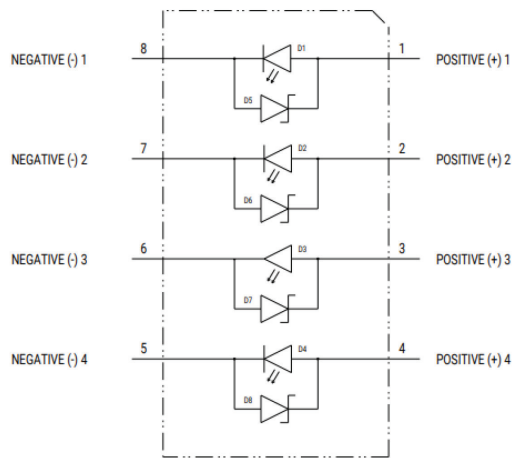 NEGATIVE (-) 1 8 D1 1 POSITIVE (+) 1
D5
NEGATIVE (-) 2 7 D2 2 POSITIVE (+) 2
D6
NEGATIVE (-) 3 6 D3 3 POSITIVE (+) 3
D7
NEGATIVE (-) 4 5 D4 4 POSITIVE (+) 4
D8